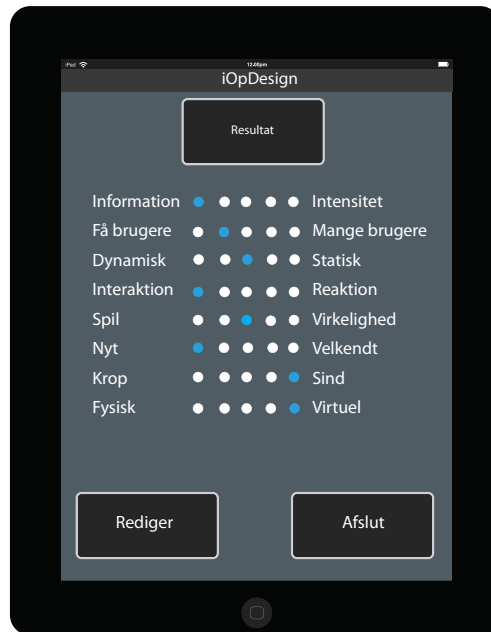 iPad 12.00pm
iOpDesign
Resultat
Information Intensitet
Få brugere Mange brugere
Dynamisk Statisk
Interaktion Reaktion
Spil Virkelighed
Nyt Velkendt
Krop Sind
Fysisk Virtuel
Rediger Afslut